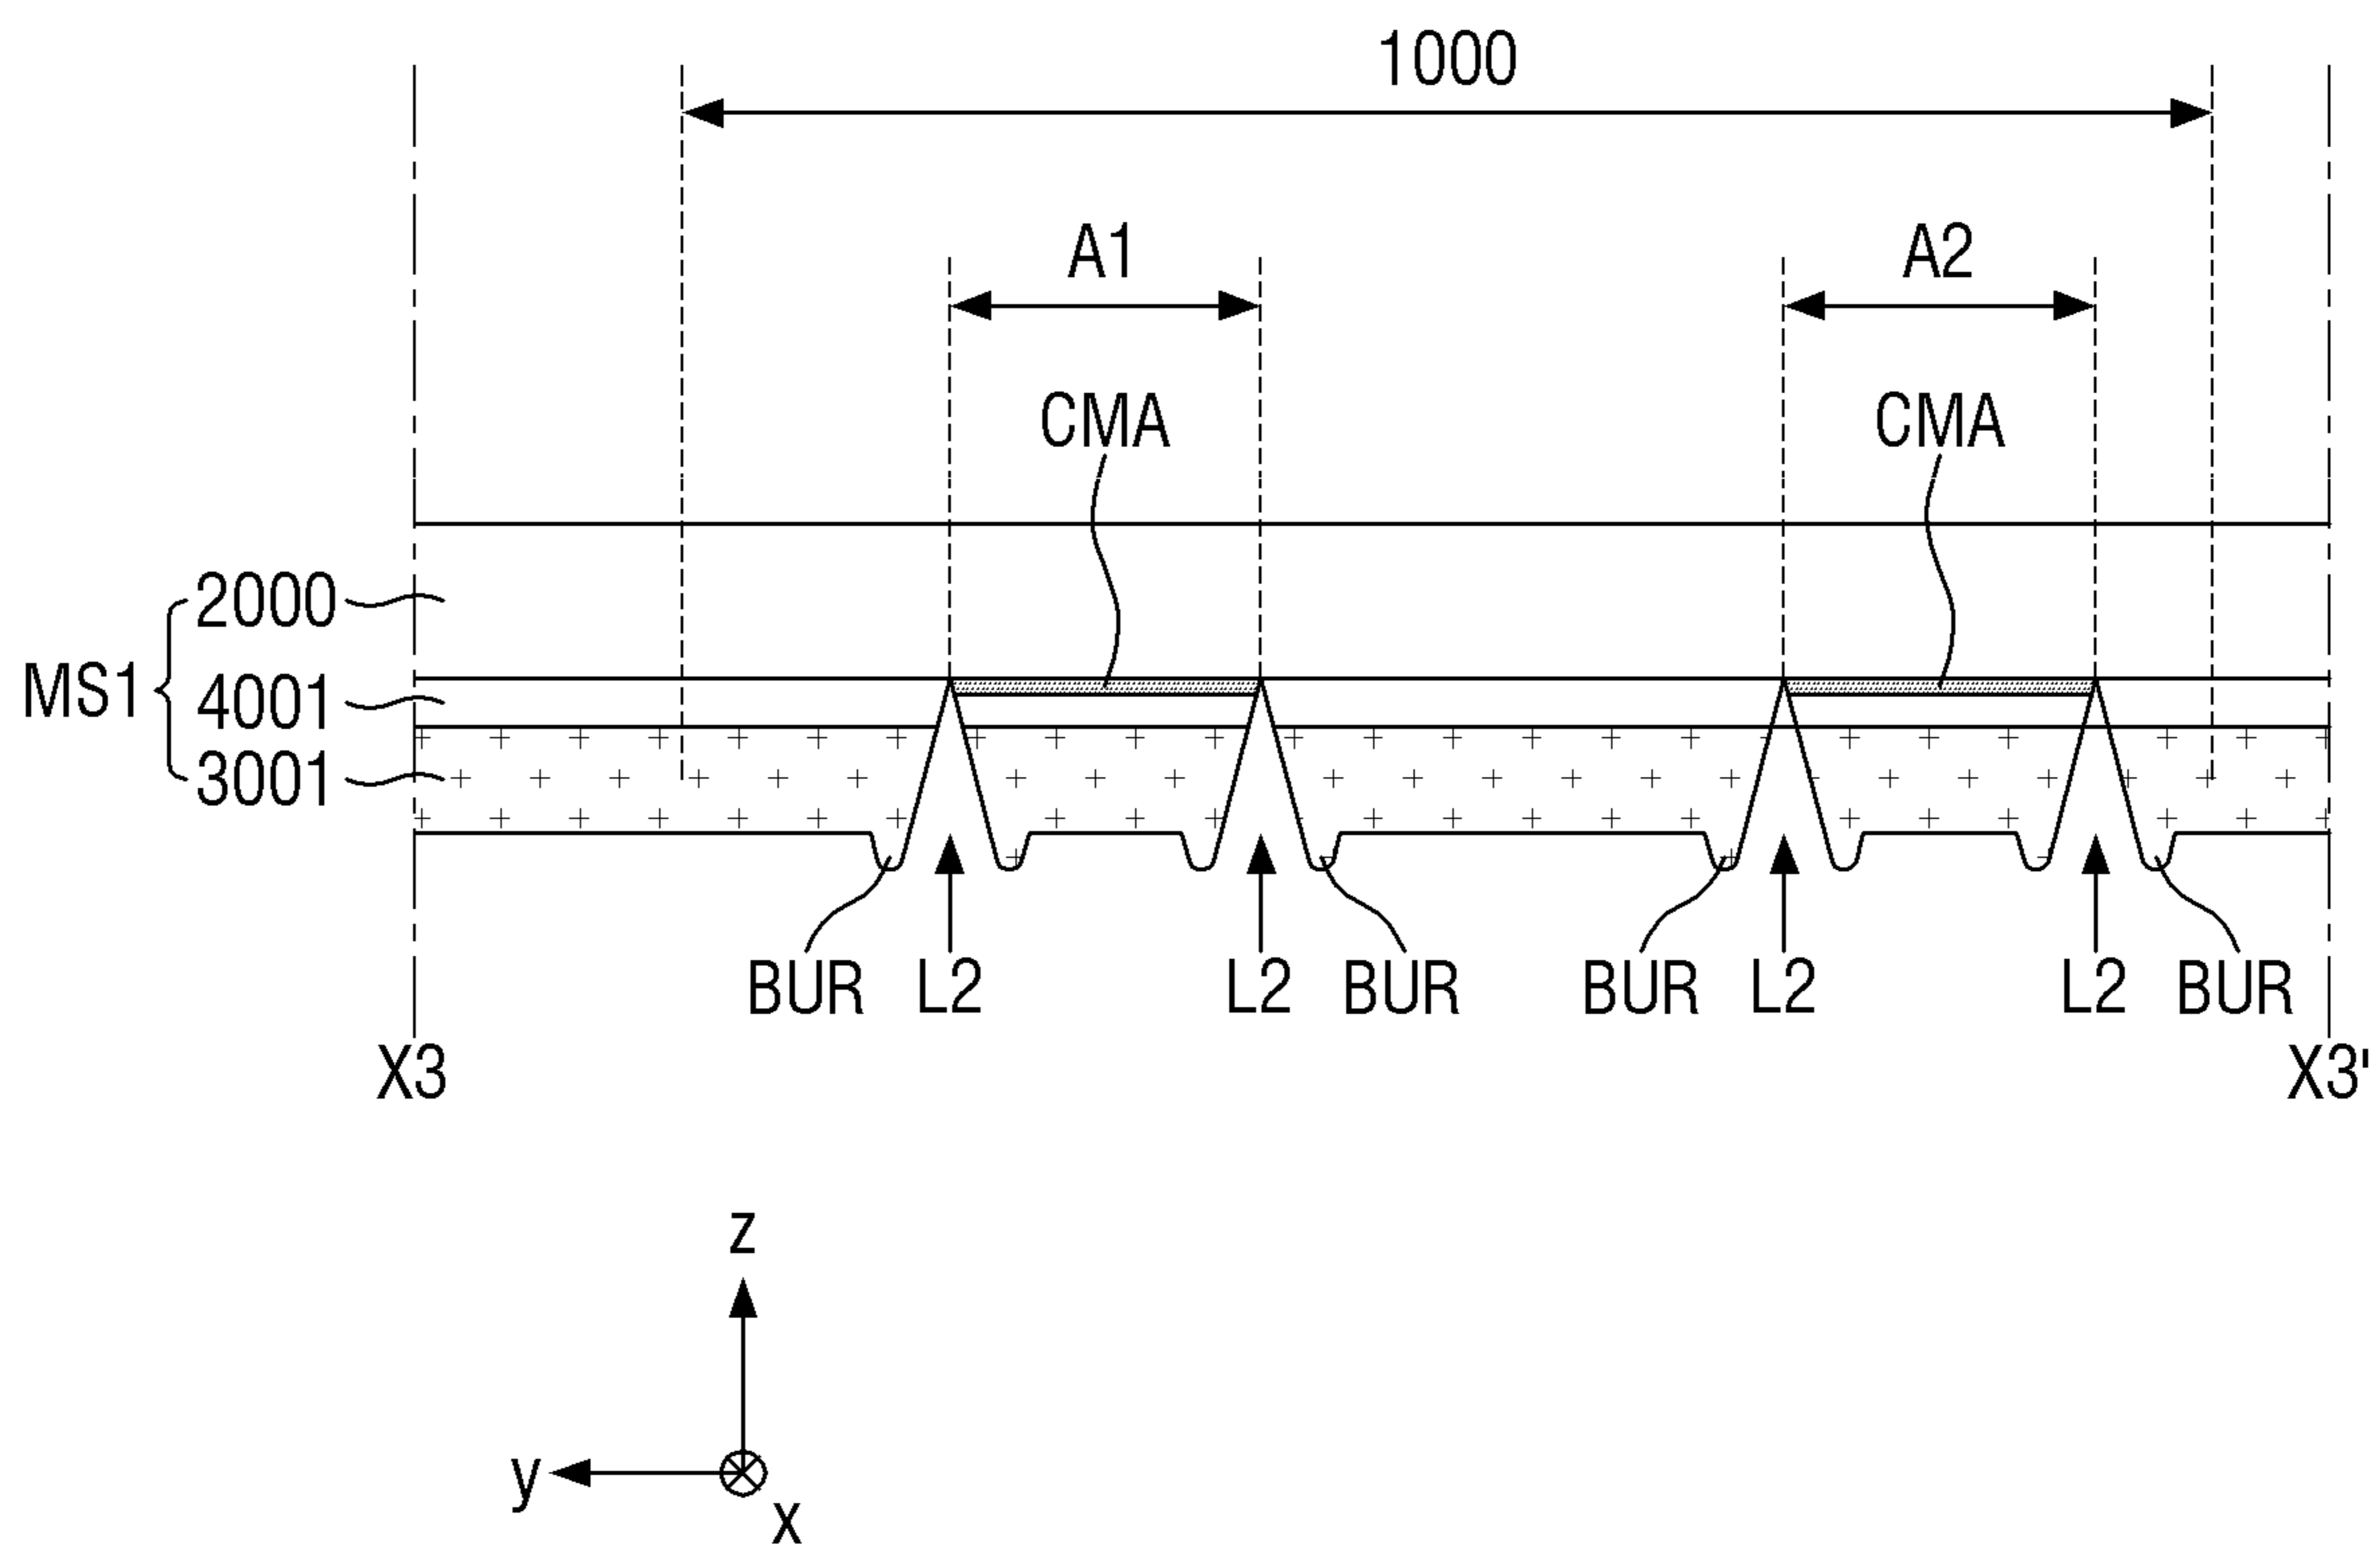 1000
A1 A2
CMA CMA
2000
MS1 4001
3001
BUR L2 L2 BUR BUR L2 L2 BUR
X3 X3'
z
y
x